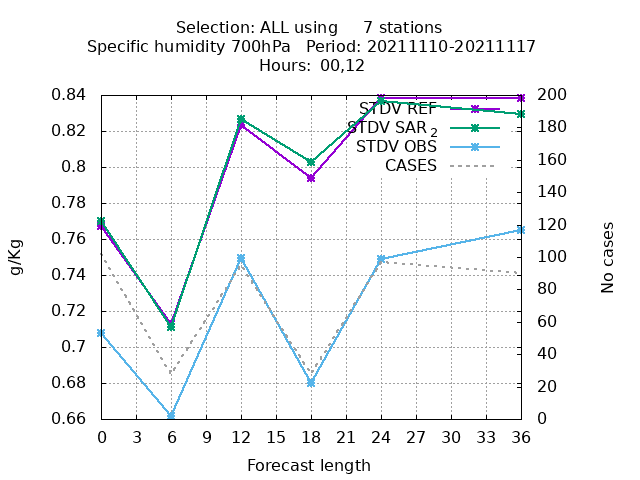 Selection: ALL using     7 stations
Specific humidity 700hPa   Period: 20211110-20211117
Hours: 00,12
STDV REF
STDV SAR 2
STDV OBS
CASES
0.84
0.82
0.8
0.78
0.76
0.74
0.72
0.7
0.68
0.66
g/Kg
200
180
160
140
120
100
80
60
40
20
0
No cases
0 3 6 9 12 15 18 21 24 27 30 33 36
Forecast length